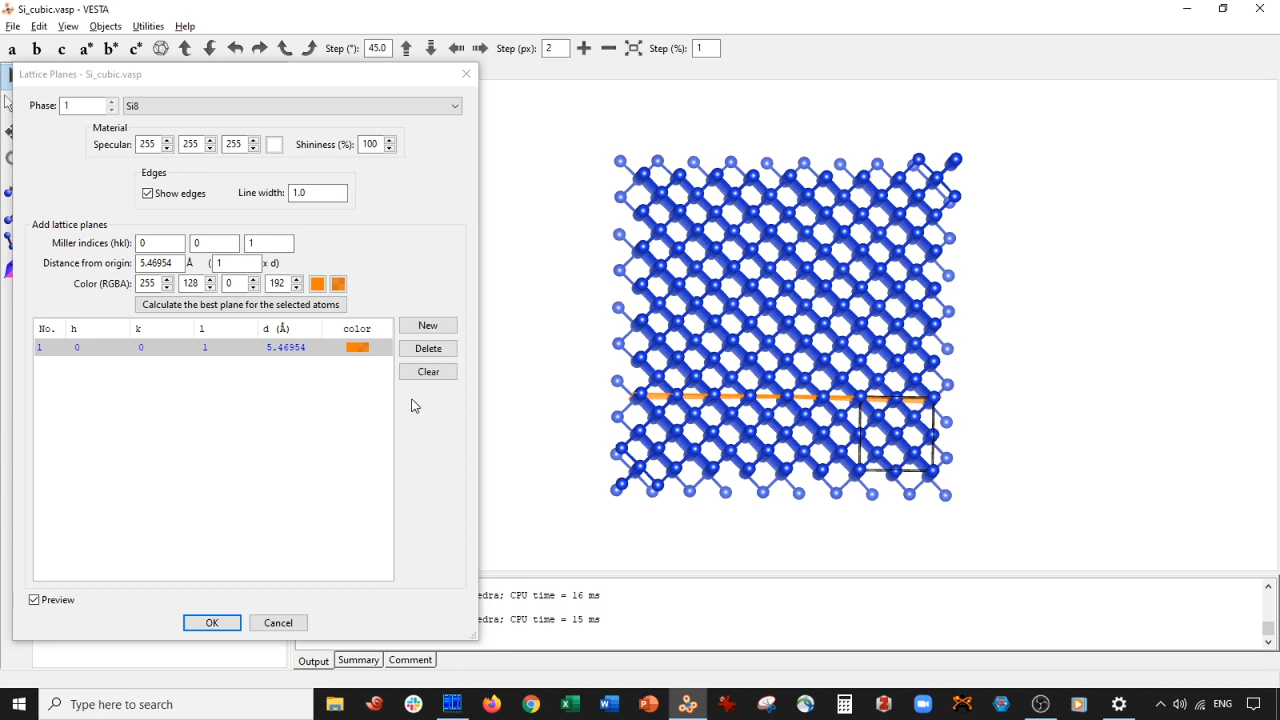 Si_cubic.vasp - VESTA
File Edit View Objects Utilities Help
a b c a* b* c* Step (°): 45.0 Step (px): 2 Step (%): 1
Lattice Planes - Si_cubic.vasp
Phase: 1 Si8
Material
Specular: 255 255 255 Shininess (%): 100
Edges
Show edges Line width: 1.0
Add lattice planes
Miller indices (hkl): 0 0 1
Distance from origin: 5.46954 Å ( 1 x d)
Color (RGBA): 255 128 0 192
Calculate the best plane for the selected atoms
No. h k l d (Å) color
1 0 0 1 5.46954
New
Delete
Clear
Preview
OK Cancel
edra; CPU time = 16 ms
edra; CPU time = 15 ms
Output Summary Comment
Type here to search
ENG